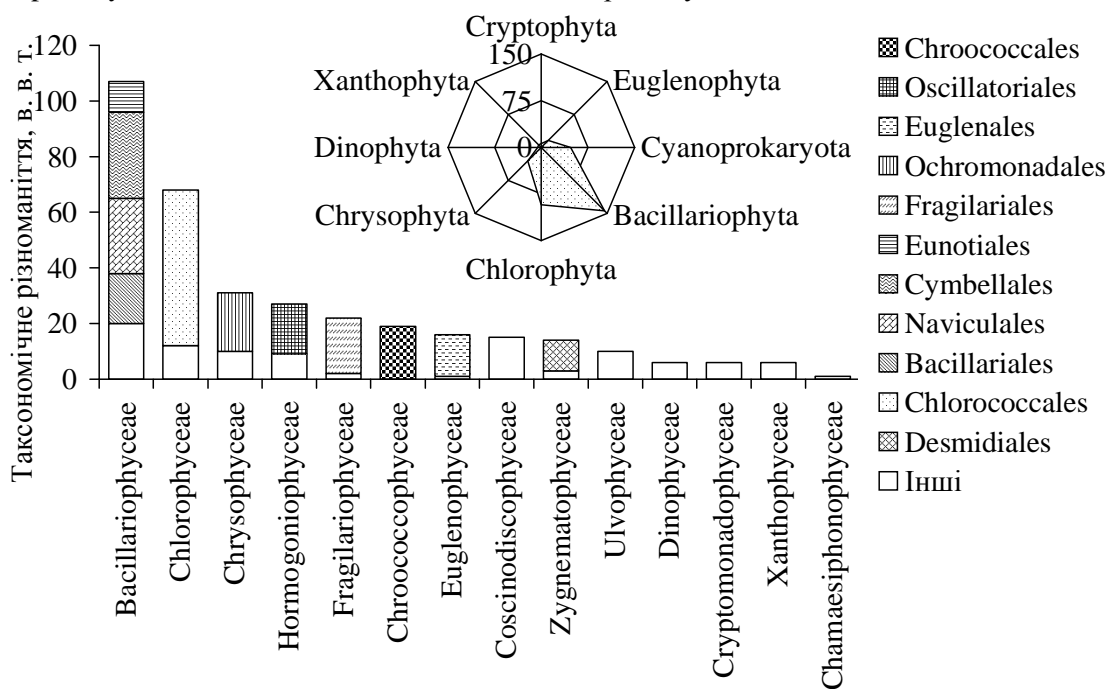 Таксономічне різноманіття, в. в. т.
120
100
80
60
40
20
0
Cryptophyta
150
Xanthophyta
Euglenophyta
75
Dinophyta
0
Cyanoprokaryota
Chrysophyta
Bacillariophyta
Chlorophyta
Chroococcales
Oscillatoriales
Euglenales
Ochromonadales
Fragilariales
Eunotiales
Cymbellales
Naviculales
Bacillariales
Chlorococcales
Desmidiales
Інші
Bacillariophyceae
Chlorophyceae
Chrysophyceae
Hormogoniophyceae
Fragilariophyceae
Chroococcophyceae
Euglenophyceae
Coscinodiscophyceae
Zygnematophyceae
Ulvophyceae
Dinophyceae
Cryptomonadophyceae
Xanthophyceae
Chamaesiphonophyceae